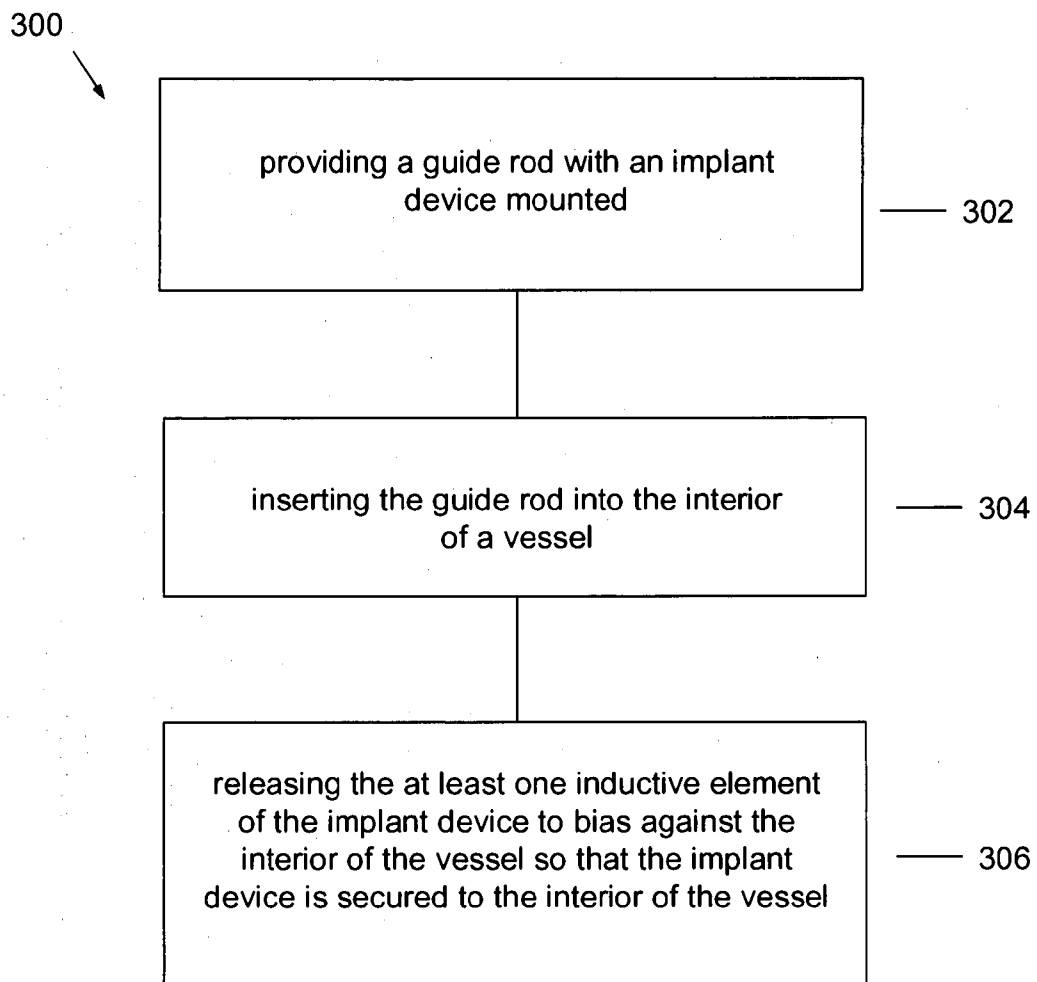 300
providing a guide rod with an implant
device mounted
302
inserting the guide rod into the interior
of a vessel
304
releasing the at least one inductive element
of the implant device to bias against the
interior of the vessel so that the implant
device is secured to the interior of the vessel
306